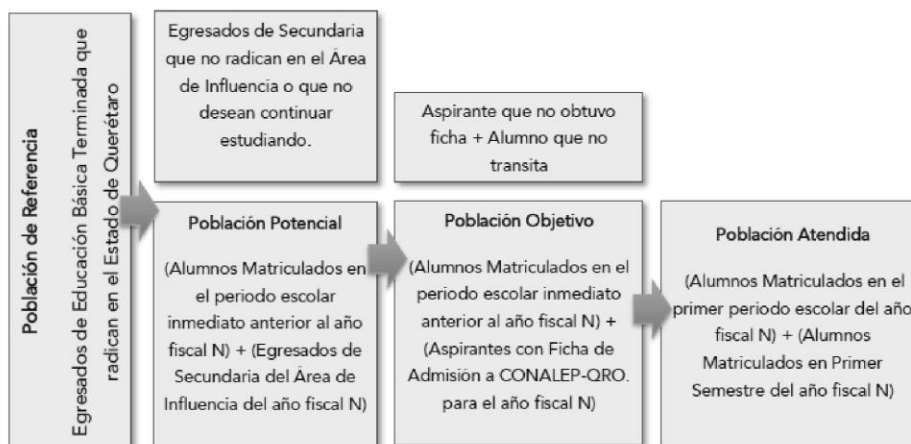 Población de Referencia
Egresados de Educación Básica Terminada que
radican en el Estado de Querétaro
Egresados de Secundaria
que no radican en el Área
de Influencia o que no
desean continuar
estudiando.
Población Potencial
(Alumnos Matriculados en
el periodo escolar
inmediato anterior al año
fiscal N) + (Egresados de
Secundaria del Área de
Influencia del año fiscal N)
Aspirante que no obtuvo
ficha + Alumno que no
transita
Población Objetivo
(Alumnos Matriculados en el
periodo escolar inmediato
anterior al año fiscal N) +
(Aspirantes con Ficha de
Admisión a CONALEP-QRO.
para el año fiscal N)
Población Atendida
(Alumnos Matriculados en el
primer periodo escolar del año
fiscal N) + (Alumnos
Matriculados en Primer
Semestre del año fiscal N)